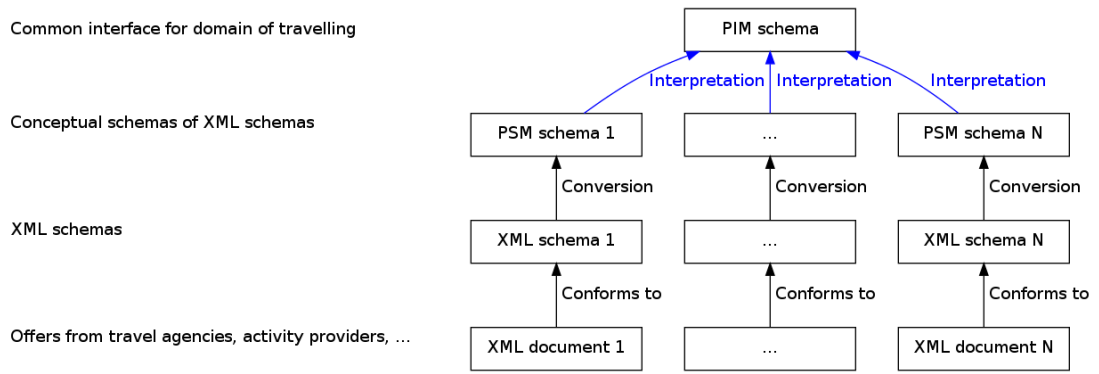 Common interface for domain of travelling
PIM schema
Interpretation
Interpretation
Interpretation
Conceptual schemas of XML schemas
PSM schema 1
...
PSM schema N
Conversion
Conversion
Conversion
XML schemas
XML schema 1
...
XML schema N
Conforms to
Conforms to
Conforms to
Offers from travel agencies, activity providers, ...
XML document 1
...
XML document N